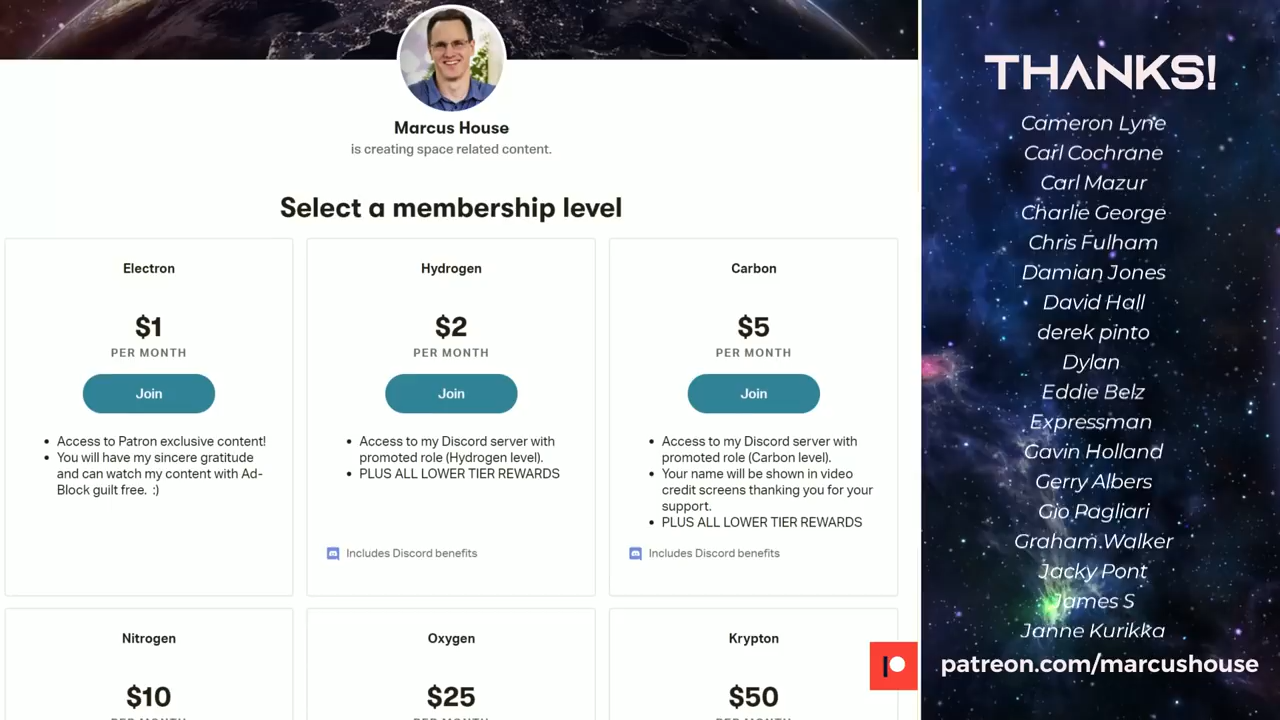 Marcus House
is creating space related content.
Select a membership level
Electron
$1
PER MONTH
Join
• Access to Patron exclusive content!
• You will have my sincere gratitude
and can watch my content with Ad-
Block guilt free. :)
Hydrogen
$2
PER MONTH
Join
• Access to my Discord server with
promoted role (Hydrogen level).
• PLUS ALL LOWER TIER REWARDS
Includes Discord benefits
Carbon
$5
PER MONTH
Join
• Access to my Discord server with
promoted role (Carbon level).
• Your name will be shown in video
credit screens thanking you for your
support.
• PLUS ALL LOWER TIER REWARDS
Includes Discord benefits
Nitrogen
$10
PER MONTH
Oxygen
$25
PER MONTH
Krypton
$50
PER MONTH
THANKS!
Cameron Lyne
Carl Cochrane
Carl Mazur
Charlie George
Chris Fulham
Damian Jones
David Hall
derek pinto
Dylan
Eddie Belz
Expressman
Gavin Holland
Gerry Albers
Gio Pagliari
Graham.Walker
Jacky Pont
James S
Janne Kurikka
patreon.com/marcushouse